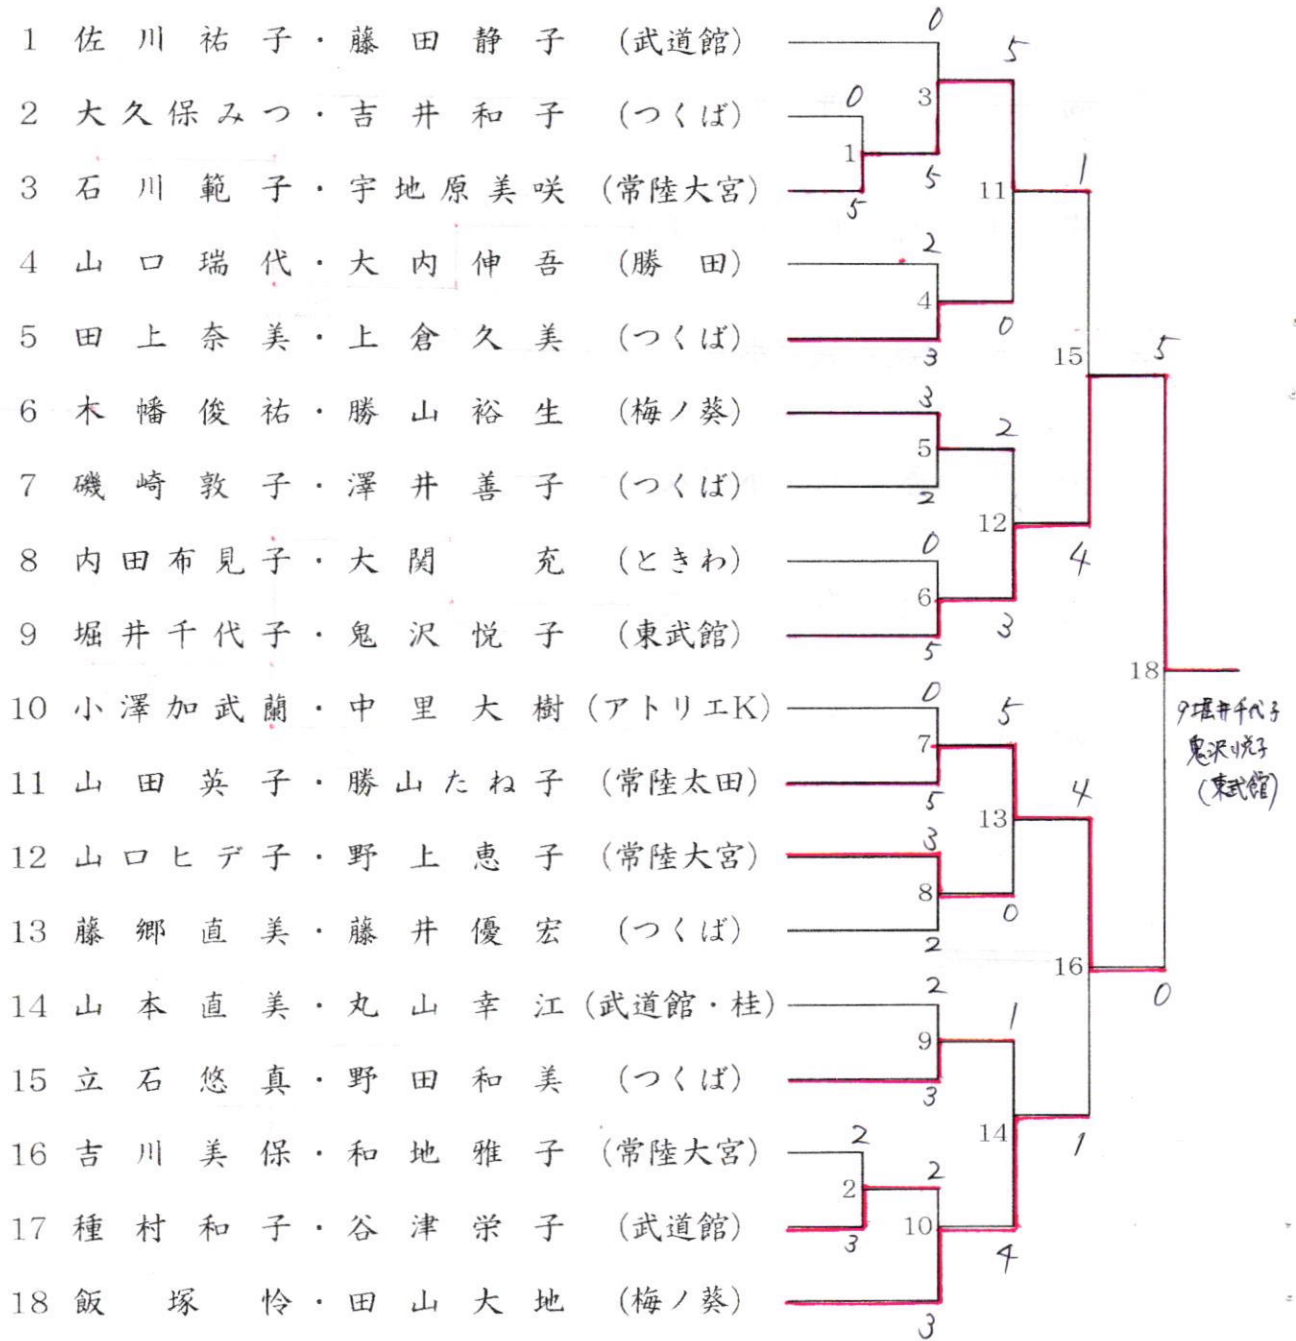 1 佐川祐子・藤田静子 (武道館)
2 大久保みつ・吉井和子 (つくば)
3 石川範子・宇地原美咲 (常陸大宮)
4 山口瑞代・大内伸吾 (勝田)
5 田上奈美・上倉久美 (つくば)
6 木幡俊祐・勝山裕生 (梅ノ葵)
7 磯崎敦子・澤井善子 (つくば)
8 内田布見子・大関充 (ときわ)
9 堀井千代子・鬼沢悦子 (東武館)
10 小澤加武蘭・中里大樹 (アトリエK)
11 山田英子・勝山たね子 (常陸太田)
12 山口ヒデ子・野上恵子 (常陸大宮)
13 藤郷直美・藤井優宏 (つくば)
14 山本直美・丸山幸江 (武道館・桂)
15 立石悠真・野田和美 (つくば)
16 吉川美保・和地雅子 (常陸大宮)
17 種村和子・谷津栄子 (武道館)
18 飯塚怜・田山大地 (梅ノ葵)
0
1
5
0
3
5
5
2
4
3
5
11
0
3
5
2
2
12
4
0
6
5
3
1
15
5
0
7
5
5
13
4
3
8
2
0
2
9
3
1
14
2
2
3
2
10
3
4
16
1
0
18
9堀井千代子
鬼沢悦子
(東武館)